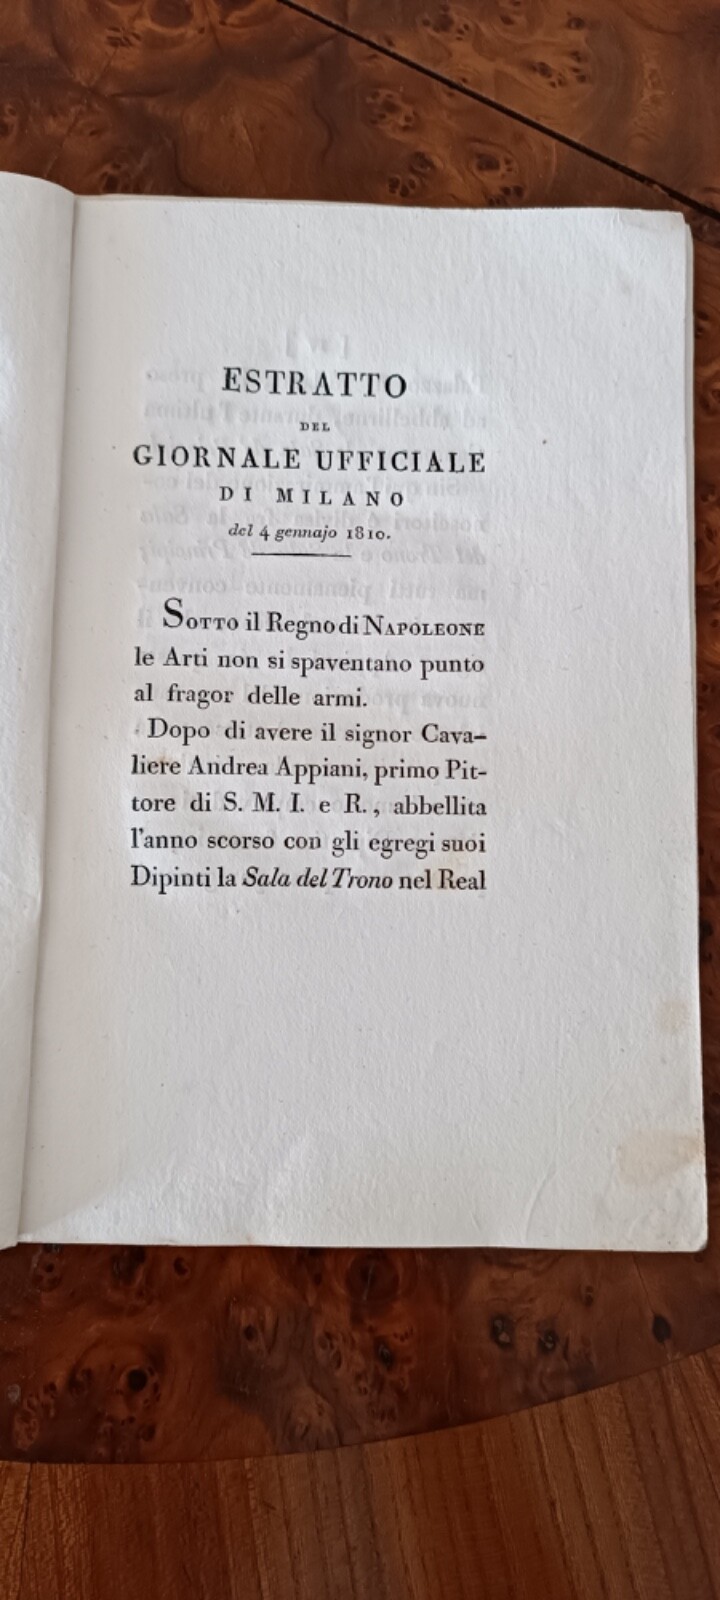 ESTRATTO
DEL
GIORNALE UFFICIALE
DI MILANO
del 4 gennajo 1810.
SOTTO il Regno di NAPOLEONE
le Arti non si spaventano punto
al fragor delle armi.
Dopo di avere il signor Cava-
liere Andrea Appiani, primo Pit-
tore di S. M. I. e R., abbellita
l'anno scorso con gli egregi suoi
Dipinti la Sala del Trono nel Real